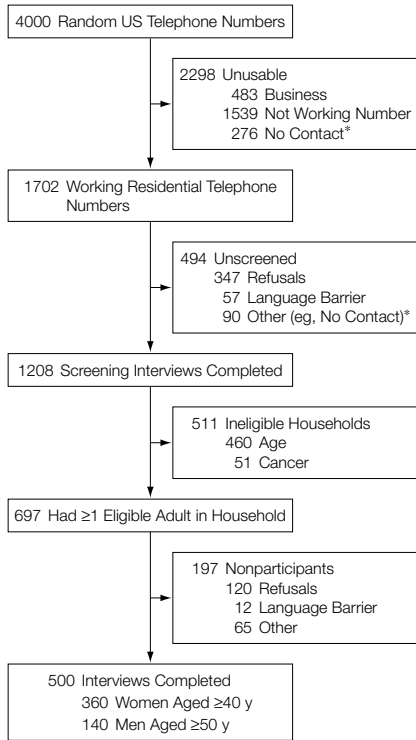 4000 Random US Telephone Numbers
2298 Unusable
483 Business
1539 Not Working Number
276 No Contact*
1702 Working Residential Telephone
Numbers
494 Unscreened
347 Refusals
57 Language Barrier
90 Other (eg, No Contact)*
1208 Screening Interviews Completed
511 Ineligible Households
460 Age
51 Cancer
697 Had ≥1 Eligible Adult in Household
197 Nonparticipants
120 Refusals
12 Language Barrier
65 Other
500 Interviews Completed
360 Women Aged ≥40 y
140 Men Aged ≥50 y